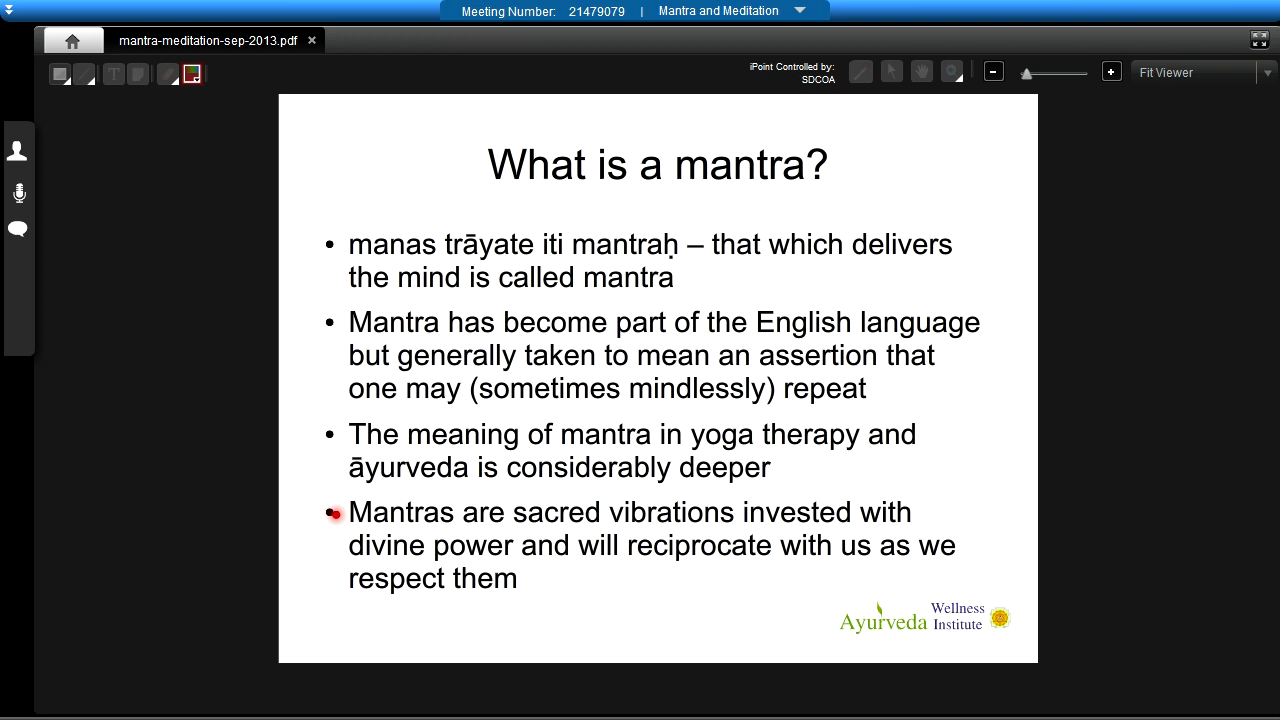 Meeting Number: 21479079 | Mantra and Meditation
mantra-meditation-sep-2013.pdf ×
iPoint Controlled by:
SDCOA
Fit Viewer
What is a mantra?
• manas trāyate iti mantraḥ – that which delivers
the mind is called mantra
• Mantra has become part of the English language
but generally taken to mean an assertion that
one may (sometimes mindlessly) repeat
• The meaning of mantra in yoga therapy and
āyurveda is considerably deeper
• Mantras are sacred vibrations invested with
divine power and will reciprocate with us as we
respect them
Ayurveda Wellness
Institute